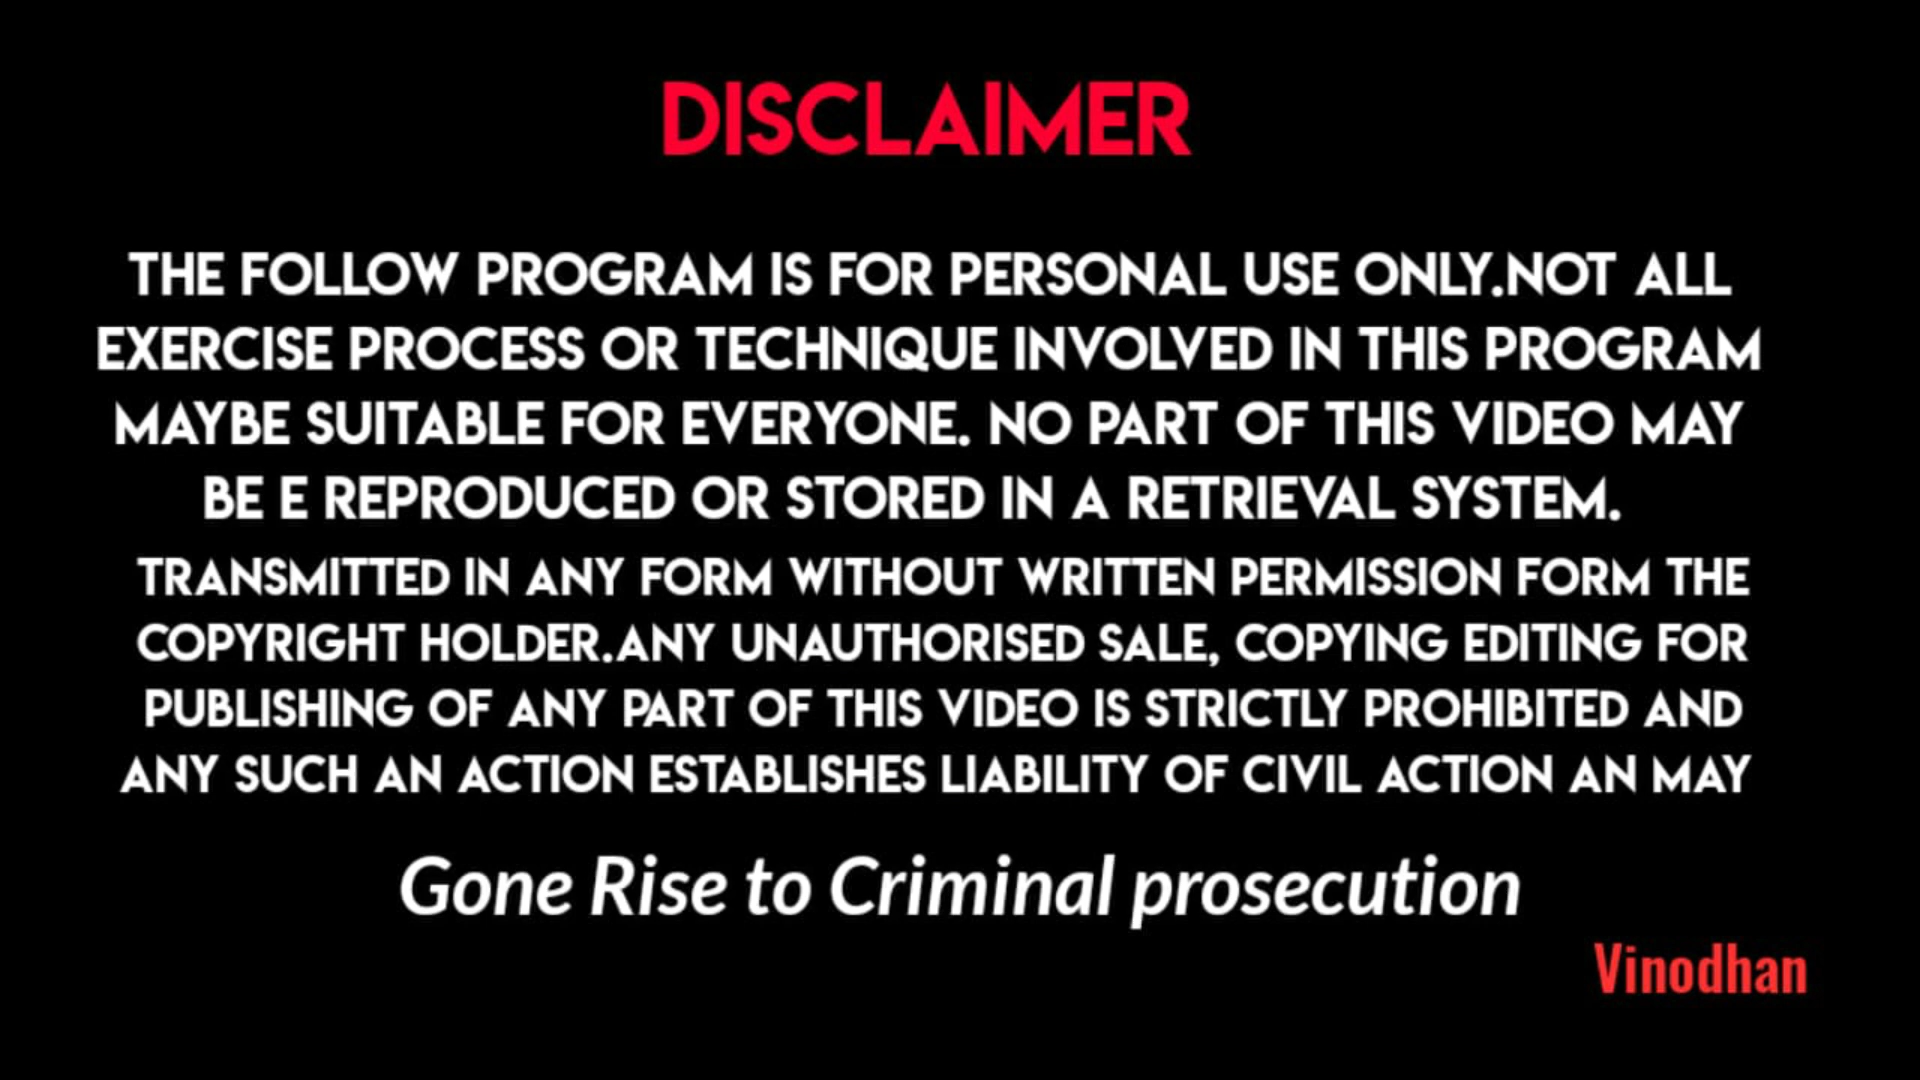 DISCLAIMER
THE FOLLOW PROGRAM IS FOR PERSONAL USE ONLY.NOT ALL
EXERCISE PROCESS OR TECHNIQUE INVOLVED IN THIS PROGRAM
MAYBE SUITABLE FOR EVERYONE. NO PART OF THIS VIDEO MAY
BE E REPRODUCED OR STORED IN A RETRIEVAL SYSTEM.
TRANSMITTED IN ANY FORM WITHOUT WRITTEN PERMISSION FORM THE
COPYRIGHT HOLDER.ANY UNAUTHORISED SALE, COPYING EDITING FOR
PUBLISHING OF ANY PART OF THIS VIDEO IS STRICTLY PROHIBITED AND
ANY SUCH AN ACTION ESTABLISHES LIABILITY OF CIVIL ACTION AN MAY
Gone Rise to Criminal prosecution
Vinodhan